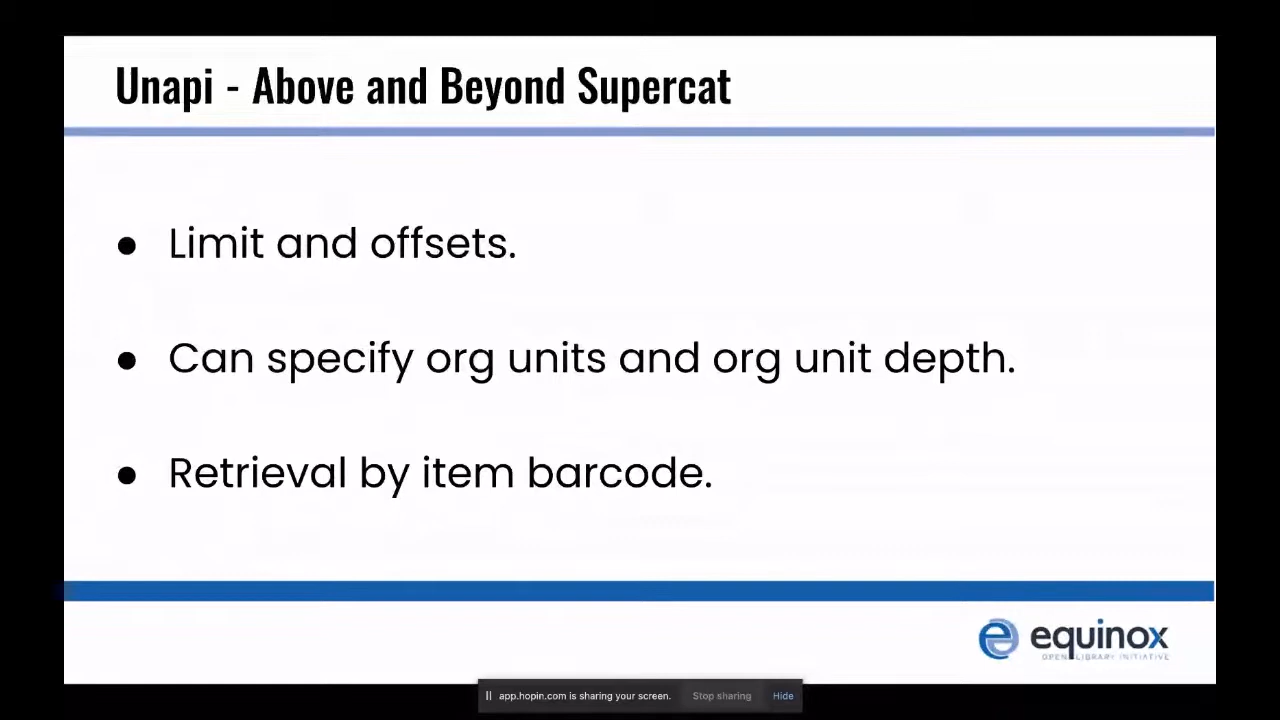 Unapi - Above and Beyond Supercat
● Limit and offsets.
● Can specify org units and org unit depth.
● Retrieval by item barcode.
equinox
OPEN LIBRARY INITIATIVE
app.hopin.com is sharing your screen. Stop sharing Hide